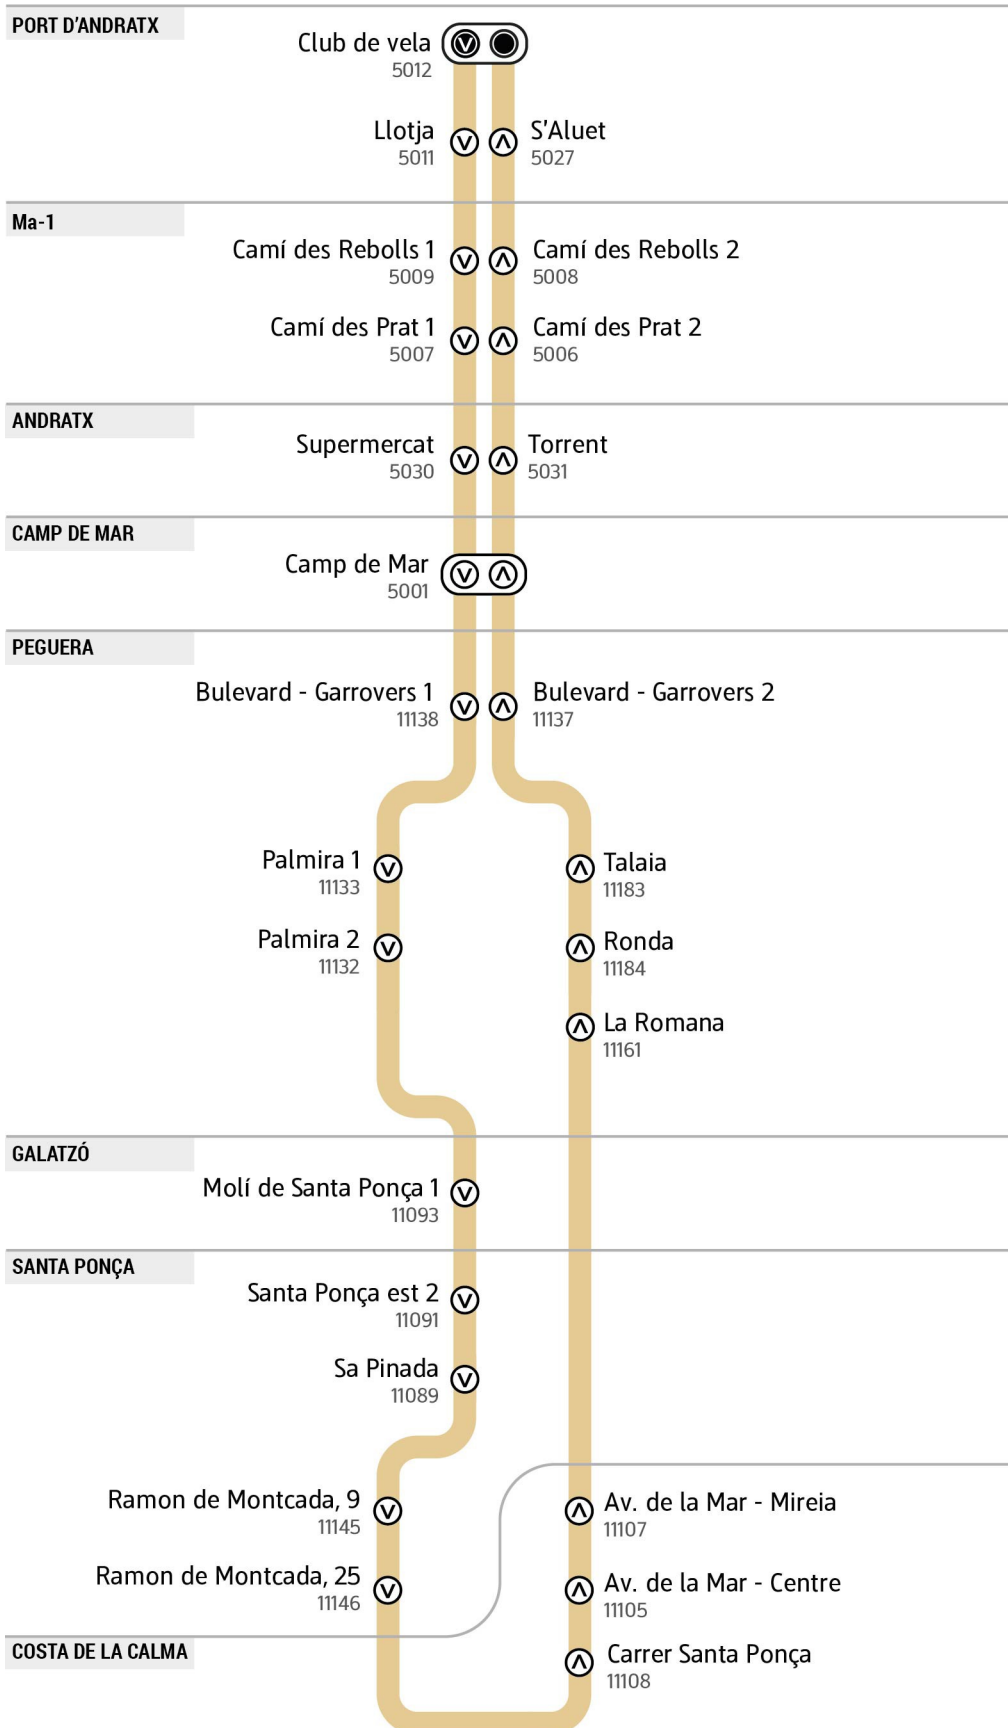 PORT D'ANDRATX
Club de vela
5012
Llotja
5011
S'Aluet
5027
Ma-1
Camí des Rebolls 1
5009
Camí des Rebolls 2
5008
Camí des Prat 1
5007
Camí des Prat 2
5006
ANDRATX
Supermercat
5030
Torrent
5031
CAMP DE MAR
Camp de Mar
5001
PEGUERA
Bulevard - Garrovers 1
11138
Bulevard - Garrovers 2
11137
Palmira 1
11133
Talaia
11183
Palmira 2
11132
Ronda
11184
La Romana
11161
GALATZÓ
Molí de Santa Ponça 1
11093
SANTA PONÇA
Santa Ponça est 2
11091
Sa Pinada
11089
Ramon de Montcada, 9
11145
Av. de la Mar - Mireia
11107
Ramon de Montcada, 25
11146
Av. de la Mar - Centre
11105
COSTA DE LA CALMA
Carrer Santa Ponça
11108